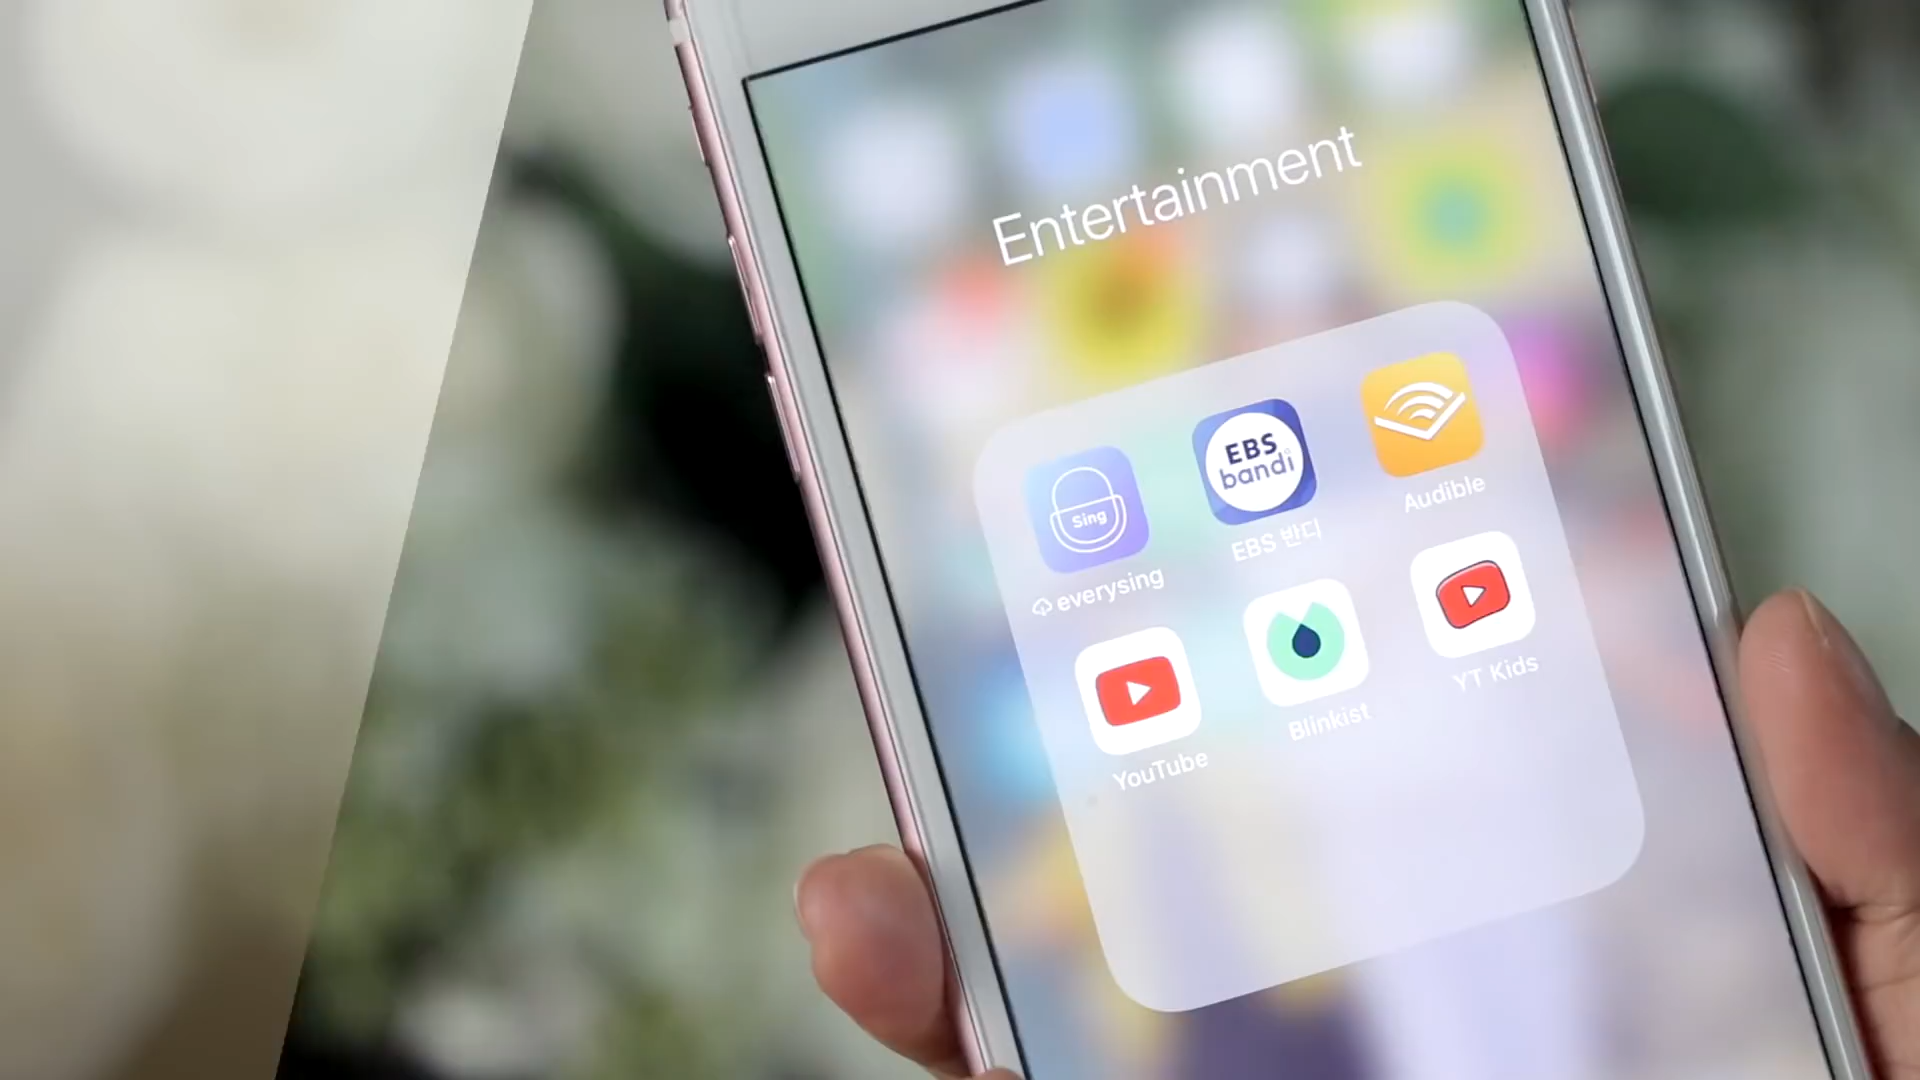 Entertainment
Sing
everysing
EBS
bandi
EBS 반디
Audible
YouTube
Blinkist
YT Kids